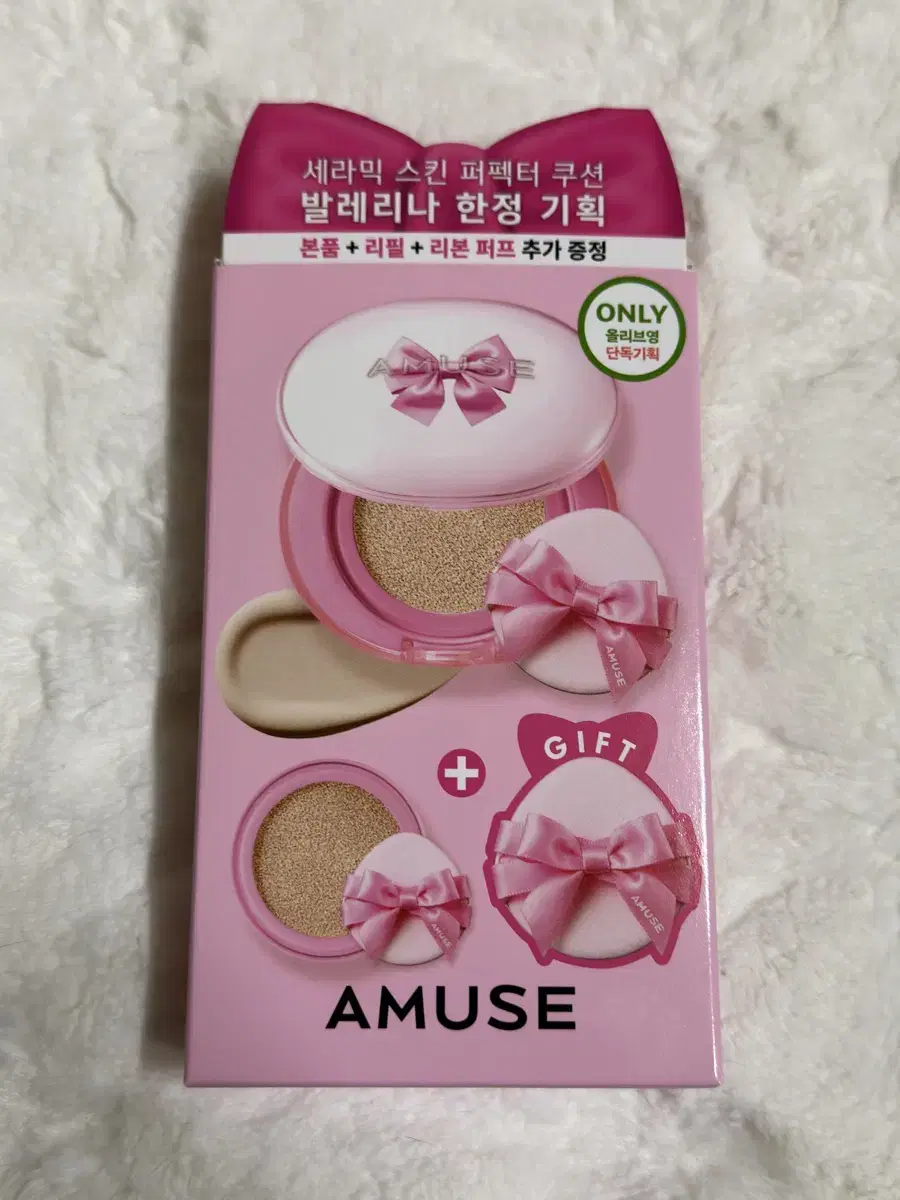 세라믹 스킨 퍼펙터 쿠션
발레리나 한정 기획
본품 + 리필 + 리본 퍼프 추가 증정
ONLY
올리브영
단독기획
AMUSE
AMUSE
+
GIFT
AMUSE
AMUSE
AMUSE